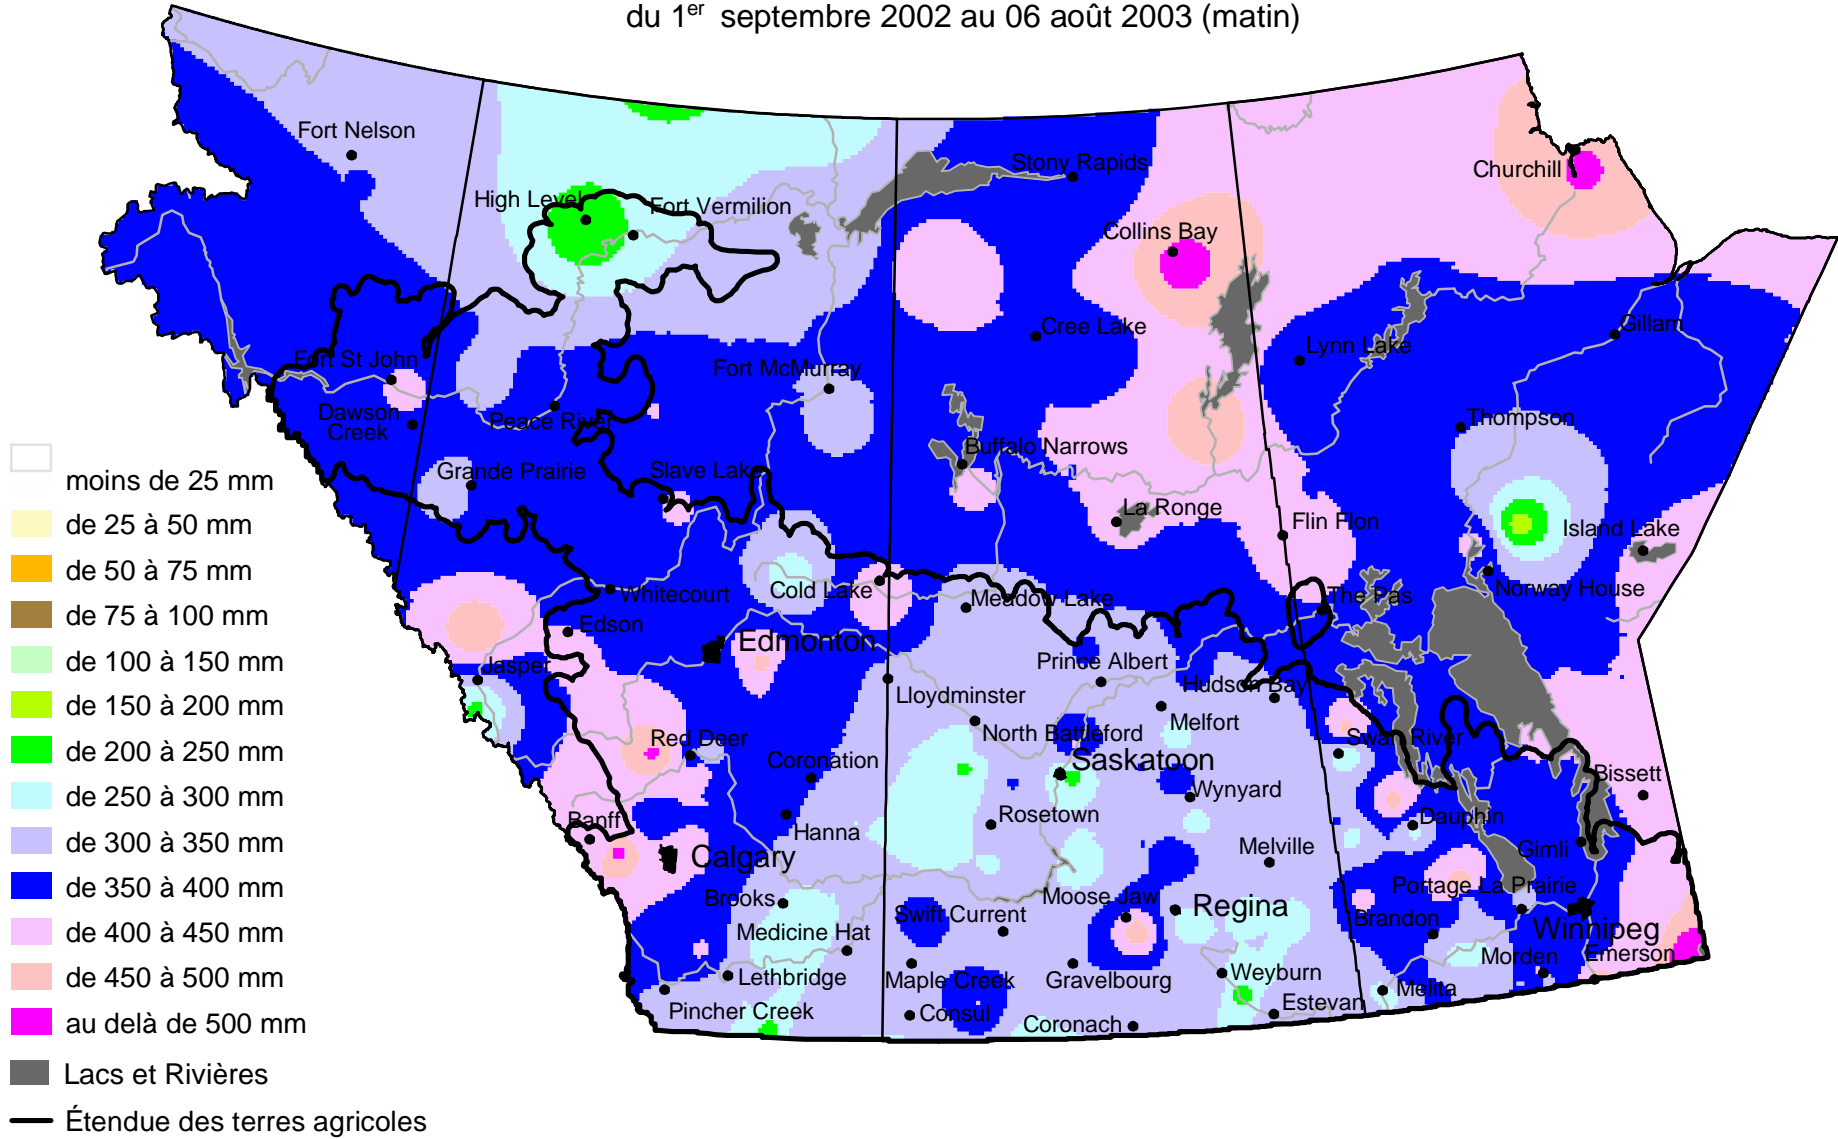 du 1er septembre 2002 au 06 août 2003 (matin)
Fort Nelson
Stony Rapids
Churchill
High Level
Fort Vermilion
Collins Bay
Cree Lake
Lynn Lake
Gillam
Fort St John
Fort McMurray
Dawson
Creek
Peace River
Thompson
Buffalo Narrows
Grande Prairie
Slave Lake
La Ronge
Flin Flon
Island Lake
Whitecourt
Cold Lake
Meadow Lake
The Pas
Norway House
Edson
Edmonton
Jasper
Prince Albert
Hudson Bay
Lloydminster
Melfort
North Battleford
Red Deer
Swan River
Coronation
Saskatoon
Bissett
Wynyard
Banff
Hanna
Rosetown
Dauphin
Calgary
Melville
Gimli
Brooks
Moose Jaw
Portage La Prairie
Swift Current
Regina
Brandon
Medicine Hat
Winnipeg
Lethbridge
Maple Creek
Gravelbourg
Weyburn
Morden
Emerson
Pincher Creek
Consul
Coronach
Estevan
Melita
moins de 25 mm
de 25 à 50 mm
de 50 à 75 mm
de 75 à 100 mm
de 100 à 150 mm
de 150 à 200 mm
de 200 à 250 mm
de 250 à 300 mm
de 300 à 350 mm
de 350 à 400 mm
de 400 à 450 mm
de 450 à 500 mm
au delà de 500 mm
Lacs et Rivières
Étendue des terres agricoles